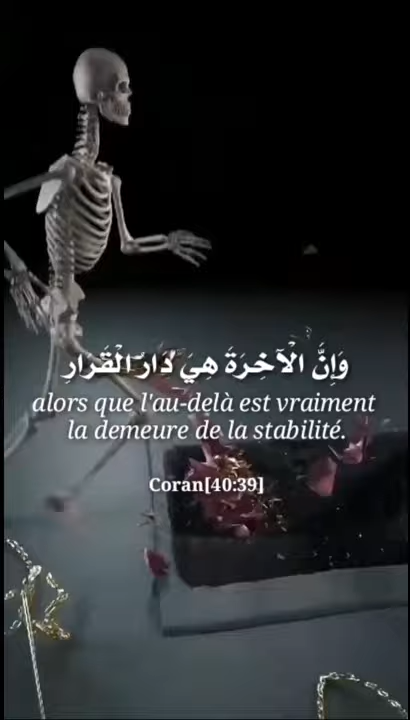 وَإِنَّ الْآخِرَةَ هِيَ دَارُ الْقَرَارِ
alors que l'au-delà est vraiment
la demeure de la stabilité.
Coran[40:39]